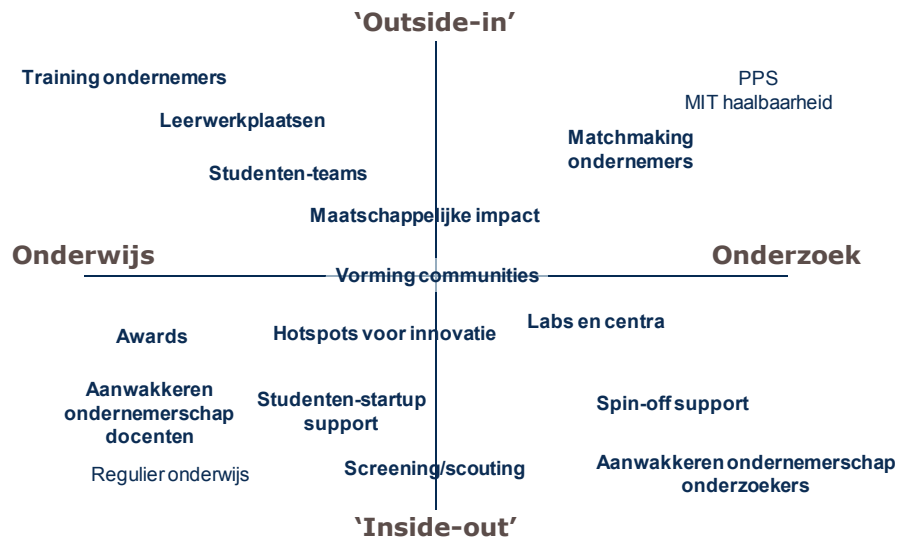 ‘Outside-in’
Training ondernemers
PPS
MIT haalbaarheid
Leerwerkplaatsen
Matchmaking
ondernemers
Studenten-teams
Maatschappelijke impact
Onderwijs
Onderzoek
Vorming communities
Labs en centra
Awards
Hotspots voor innovatie
Aanwakkeren
ondernemerschap
docenten
Studenten-startup
support
Spin-off support
Regulier onderwijs
Screening/scouting
Aanwakkeren ondernemerschap
onderzoekers
‘Inside-out’